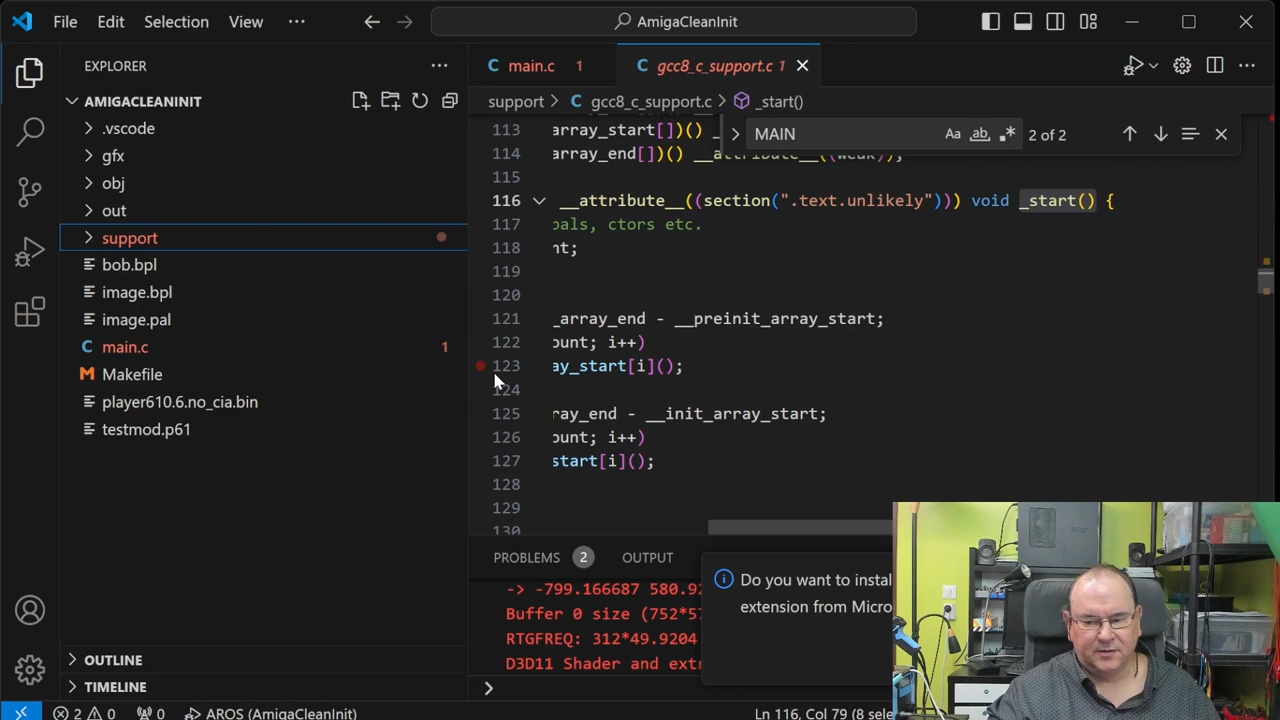 File Edit Selection View ··· AmigaCleanInit
EXPLORER
AMIGACLEANINIT
.vscode
gfx
obj
out
support
bob.bpl
image.bpl
image.pal
main.c 1
Makefile
player610.6.no_cia.bin
testmod.p61
OUTLINE
TIMELINE
C main.c 1 C gcc8_c_support.c 1
support > C gcc8_c_support.c > _start()
MAIN Aa ab 2 of 2
113 array_start[])()
114 array_end[])() __attribute__((weak));
115
116 __attribute__((section(".text.unlikely"))) void _start() {
117 bals, ctors etc.
118 nt;
119
120
121 _array_end - __preinit_array_start;
122 ount; i++)
123 ay_start[i]();
124
125 ray_end - __init_array_start;
126 ount; i++)
127 start[i]();
128
129
130
PROBLEMS 2 OUTPUT
-> -799.166687 580.92
Buffer 0 size (752*57
RTGFREQ: 312*49.9204
D3D11 Shader and extr
Do you want to instal
extension from Micro
2 0 0 AROS (AmigaCleanInit) Ln 116, Col 79 (8 sele